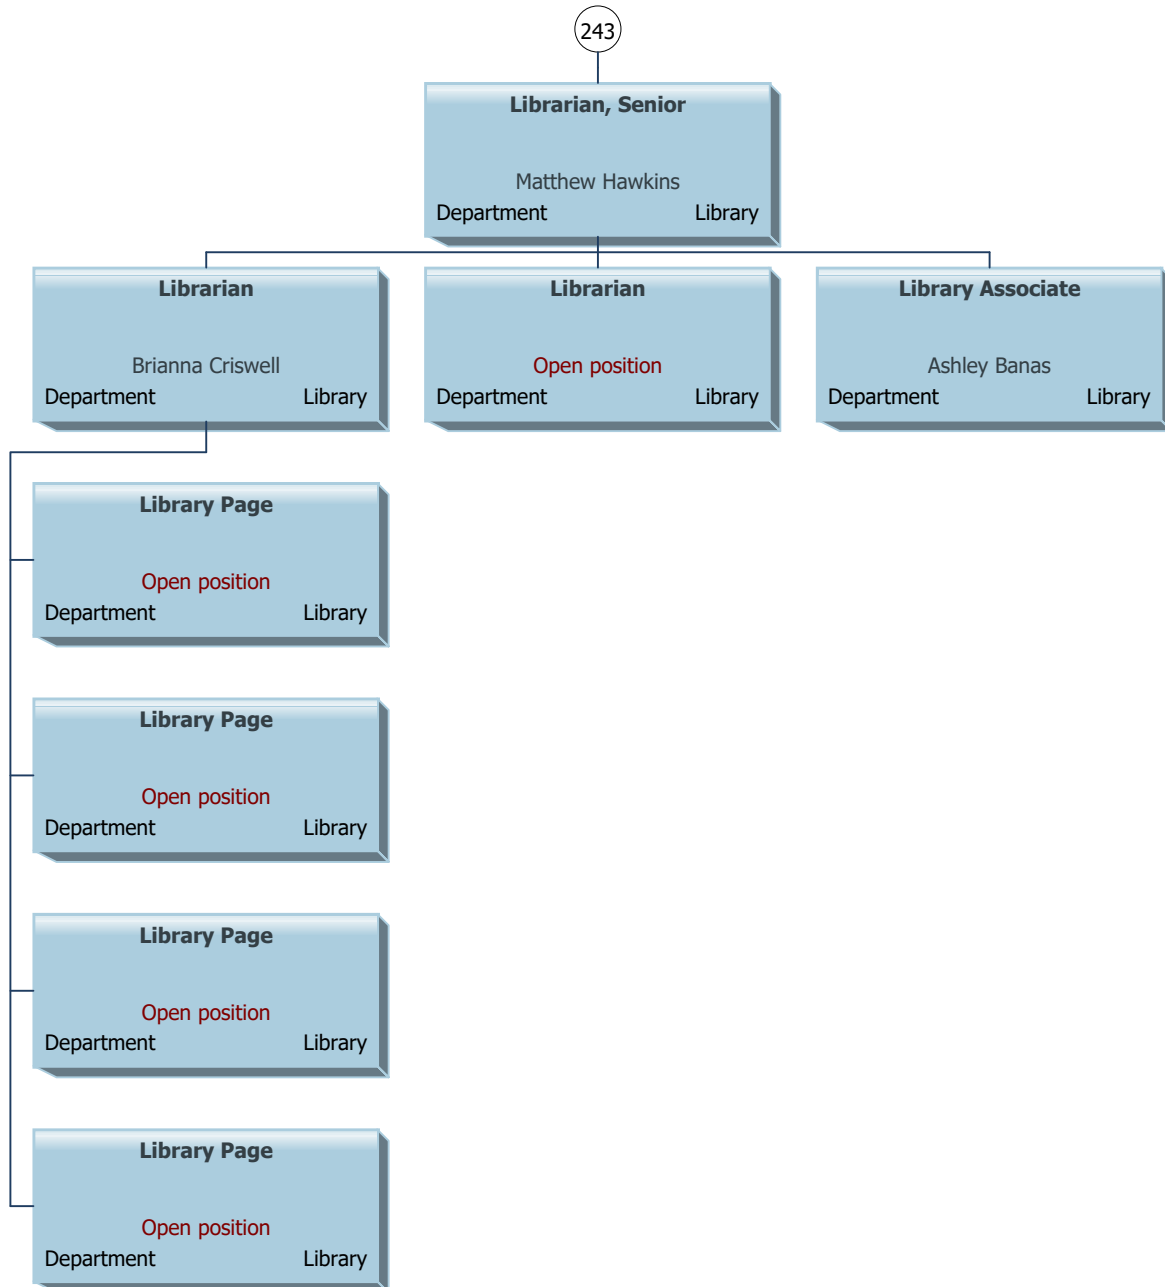 243
Librarian, Senior
Matthew Hawkins
Department Library
Librarian
Brianna Criswell
Department Library
Librarian
Open position
Department Library
Library Associate
Ashley Banas
Department Library
Library Page
Open position
Department Library
Library Page
Open position
Department Library
Library Page
Open position
Department Library
Library Page
Open position
Department Library